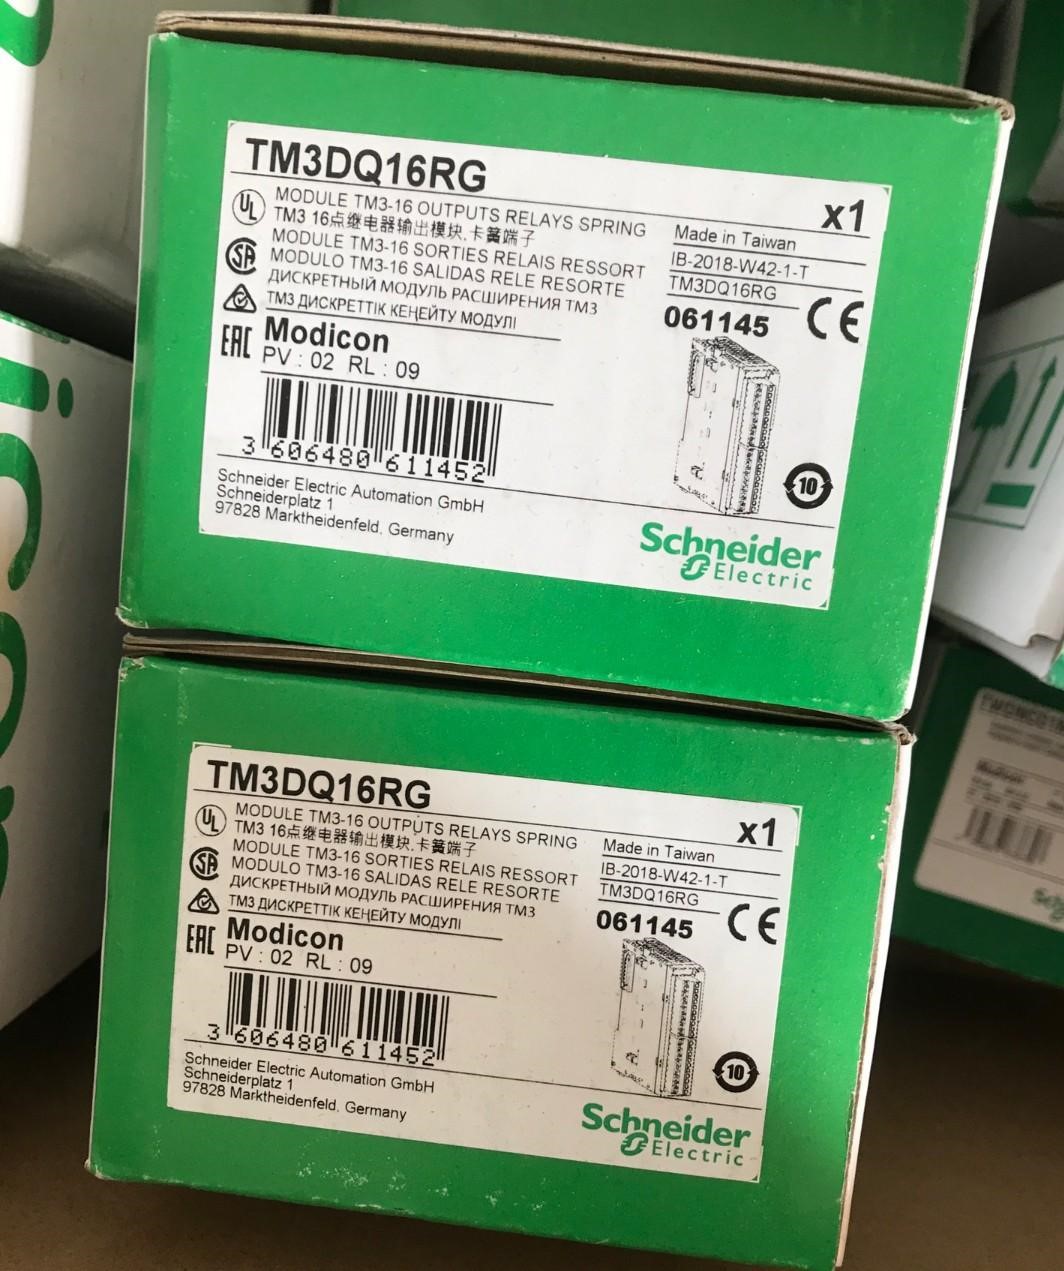 TM3DQ16RG
x1
UL
MODULE TM3-16 OUTPUTS RELAYS SPRING
TM3 16点继电器输出模块,卡簧端子
MODULE TM3-16 SORTIES RELAIS RESSORT
MODULO TM3-16 SALIDAS RELE RESORTE
ДИСКРЕТНЫЙ МОДУЛЬ РАСШИРЕНИЯ ТМ3
ТМ3 ДИСКРЕТТІК КЕҢЕЙТУ МОДУЛІ
Made in Taiwan
IB-2018-W42-1-T
TM3DQ16RG
061145
CE
SA
EAC
Modicon
PV : 02 RL : 09
3 606480 611452
10
Schneider Electric Automation GmbH
Schneiderplatz 1
97828 Marktheidenfeld, Germany
Schneider
Electric
TM3DQ16RG
x1
UL
MODULE TM3-16 OUTPUTS RELAYS SPRING
TM3 16点继电器输出模块,卡簧端子
MODULE TM3-16 SORTIES RELAIS RESSORT
MODULO TM3-16 SALIDAS RELE RESORTE
ДИСКРЕТНЫЙ МОДУЛЬ РАСШИРЕНИЯ ТМ3
ТМ3 ДИСКРЕТТІК КЕҢЕЙТУ МОДУЛІ
Made in Taiwan
IB-2018-W42-1-T
TM3DQ16RG
061145
CE
SA
EAC
Modicon
PV : 02 RL : 09
3 606480 611452
10
Schneider Electric Automation GmbH
Schneiderplatz 1
97828 Marktheidenfeld, Germany
Schneider
Electric
Modicon